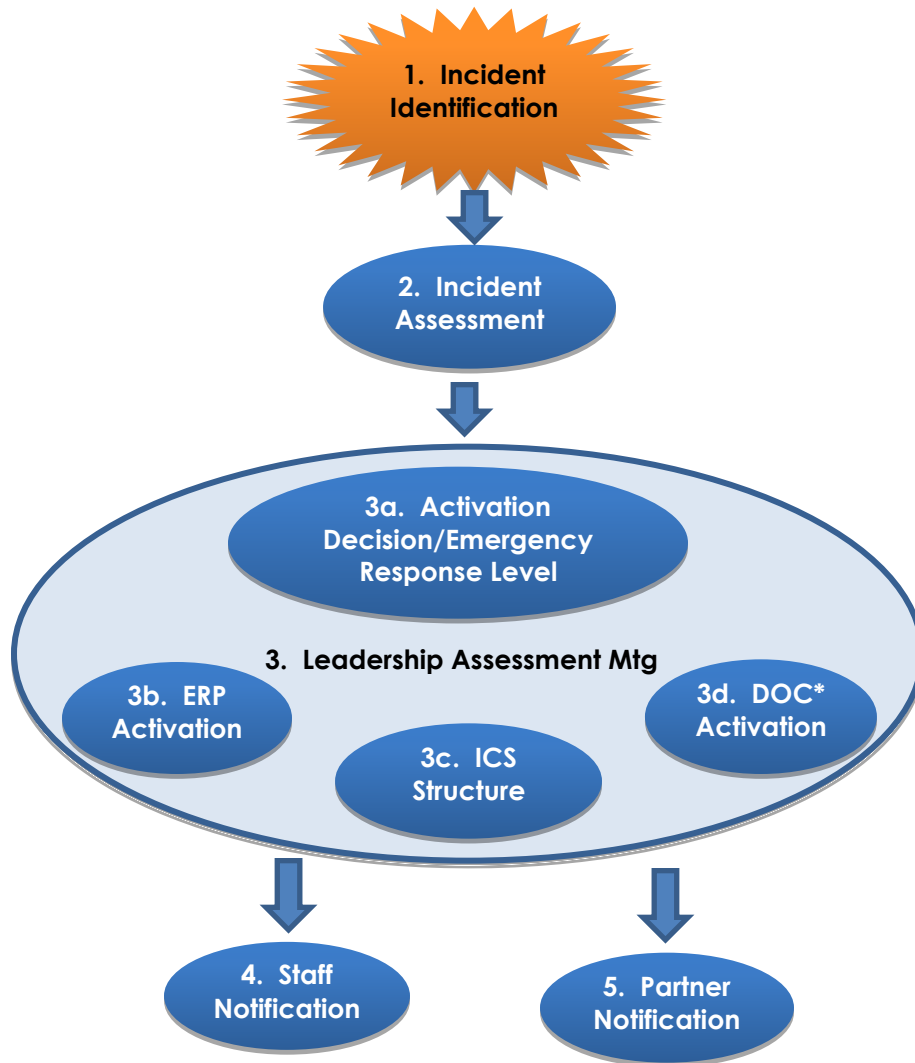 1. Incident
Identification
2. Incident
Assessment
3a. Activation
Decision/Emergency
Response Level
3. Leadership Assessment Mtg
3b. ERP
Activation
3c. ICS
Structure
3d. DOC*
Activation
4. Staff
Notification
5. Partner
Notification